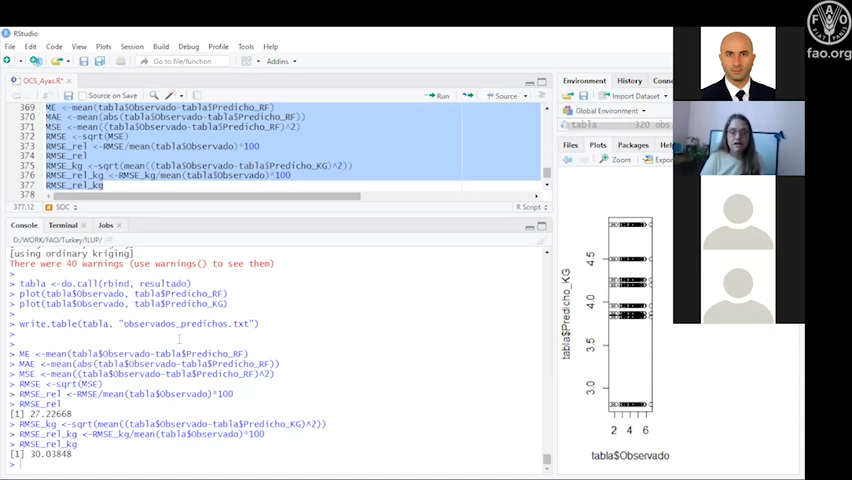 RStudio
File Edit Code View Plots Session Build Debug Profile Tools Help
Go to file/function
Addins
OCS_Ayas.R*
Source on Save
Run
Source
369 ME <-mean(tabla$Observado-tabla$Predicho_RF)
370 MAE <-mean(abs(tabla$Observado-tabla$Predicho_RF))
371 MSE <-mean((tabla$Observado-tabla$Predicho_RF)^2)
372 RMSE <-sqrt(MSE)
373 RMSE_rel <-RMSE/mean(tabla$Observado)*100
374 RMSE_rel
375 RMSE_kg <-sqrt(mean((tabla$Observado-tabla$Predicho_KG)^2))
376 RMSE_rel_kg <-RMSE_kg/mean(tabla$Observado)*100
377 RMSE_rel_kg
378
377:12 SOC R Script
Console Terminal Jobs
D:/WORK/FAO/Turkey/ILUP/
[using ordinary kriging]
[using ordinary kriging]
There were 40 warnings (use warnings() to see them)
>
> tabla <-do.call(rbind, resultado)
> plot(tabla$Observado, tabla$Predicho_RF)
> plot(tabla$Observado, tabla$Predicho_KG)
>
> write.table(tabla, "observados_predichos.txt")
>
>
> ME <-mean(tabla$Observado-tabla$Predicho_RF)
> MAE <-mean(abs(tabla$Observado-tabla$Predicho_RF))
> MSE <-mean((tabla$Observado-tabla$Predicho_RF)^2)
> RMSE <-sqrt(MSE)
> RMSE_rel <-RMSE/mean(tabla$Observado)*100
> RMSE_rel
[1] 27.22668
> RMSE_kg <-sqrt(mean((tabla$Observado-tabla$Predicho_KG)^2))
> RMSE_rel_kg <-RMSE_kg/mean(tabla$Observado)*100
> RMSE_rel_kg
[1] 30.03848
>
Environment History Conne
Import Dataset
Global Environment
tabla 320 obs
Files Plots Packages
Zoom Export
tabla$Predicho_KG
4.5
4.0
3.5
3.0
2 4 6
tabla$Observado
FAO
FIAT PANIS
fao.org